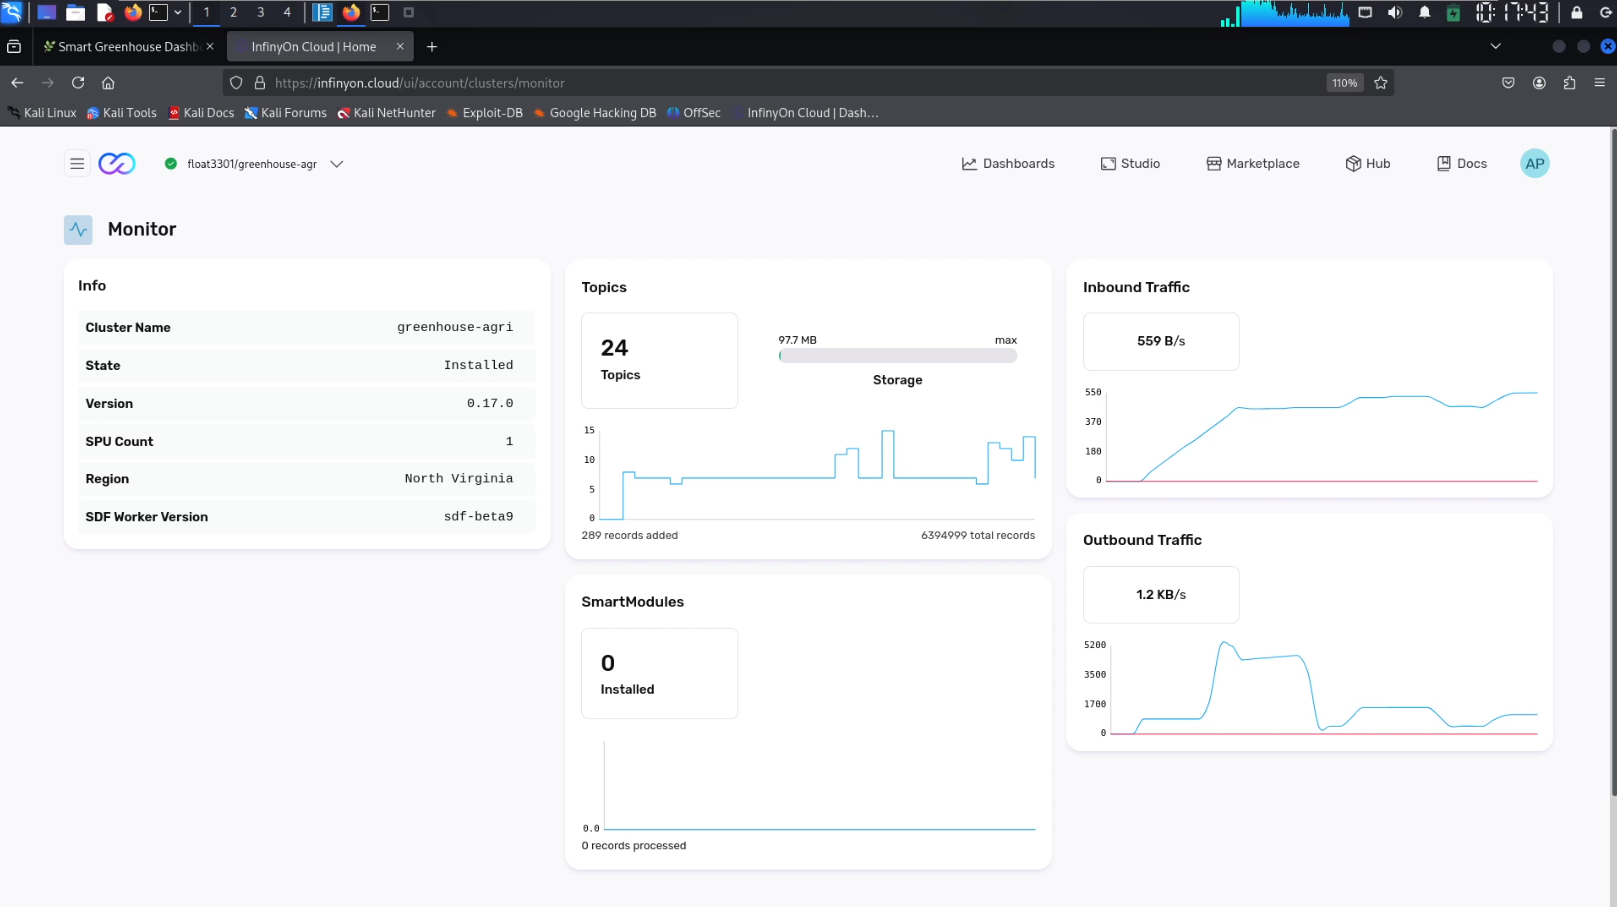 1 2 3 4
10:17:43
Smart Greenhouse Dashb
InfinyOn Cloud | Home
https://infinyon.cloud/ui/account/clusters/monitor
110%
Kali Linux Kali Tools Kali Docs Kali Forums Kali NetHunter Exploit-DB Google Hacking DB OffSec InfinyOn Cloud | Dash…
float3301/greenhouse-agr
Dashboards Studio Marketplace Hub Docs AP
Monitor
Info
Cluster Name greenhouse-agri
State Installed
Version 0.17.0
SPU Count 1
Region North Virginia
SDF Worker Version sdf-beta9
Topics
24
Topics
97.7 MB max
Storage
15
10
5
0
289 records added 6394999 total records
SmartModules
0
Installed
0.0
0 records processed
Inbound Traffic
559 B/s
550
370
180
0
Outbound Traffic
1.2 KB/s
5200
3500
1700
0